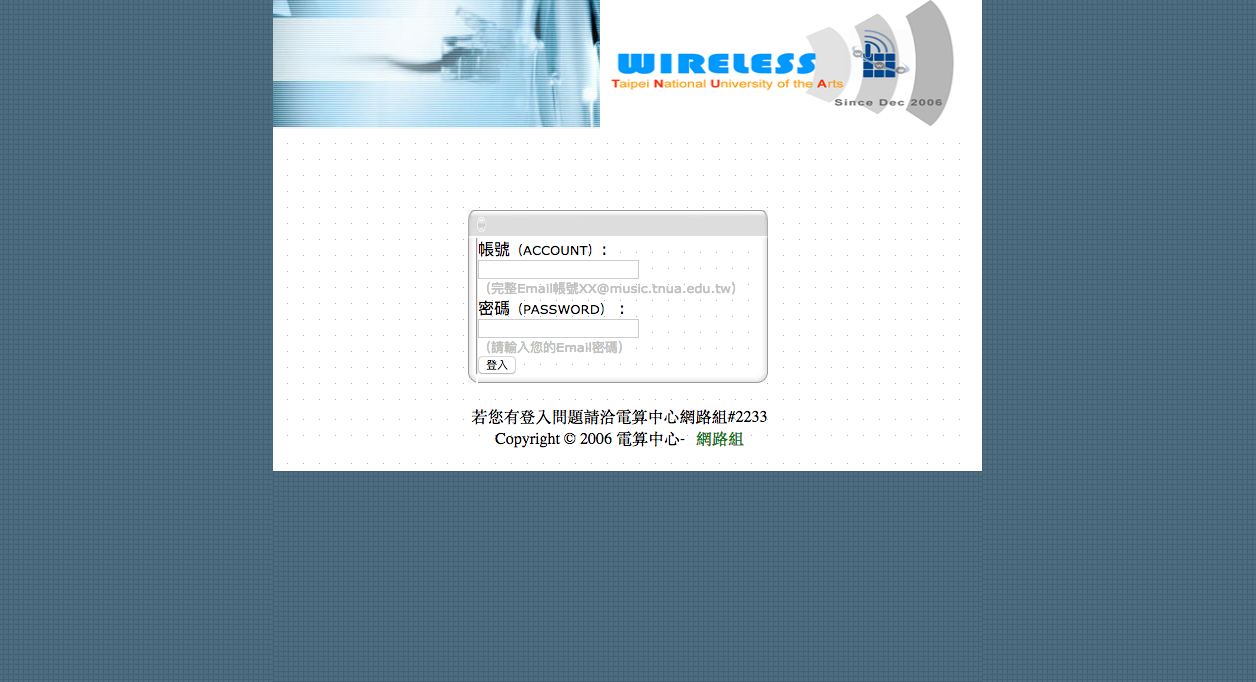 WIRELESS
Taipei National University of the Arts
Since Dec 2006
帳號（ACCOUNT）：
（完整Email帳號XX@music.tnua.edu.tw）
密碼（PASSWORD）：
（請輸入您的Email密碼）
登入
若您有登入問題請洽電算中心網路組#2233
Copyright © 2006 電算中心- 網路組